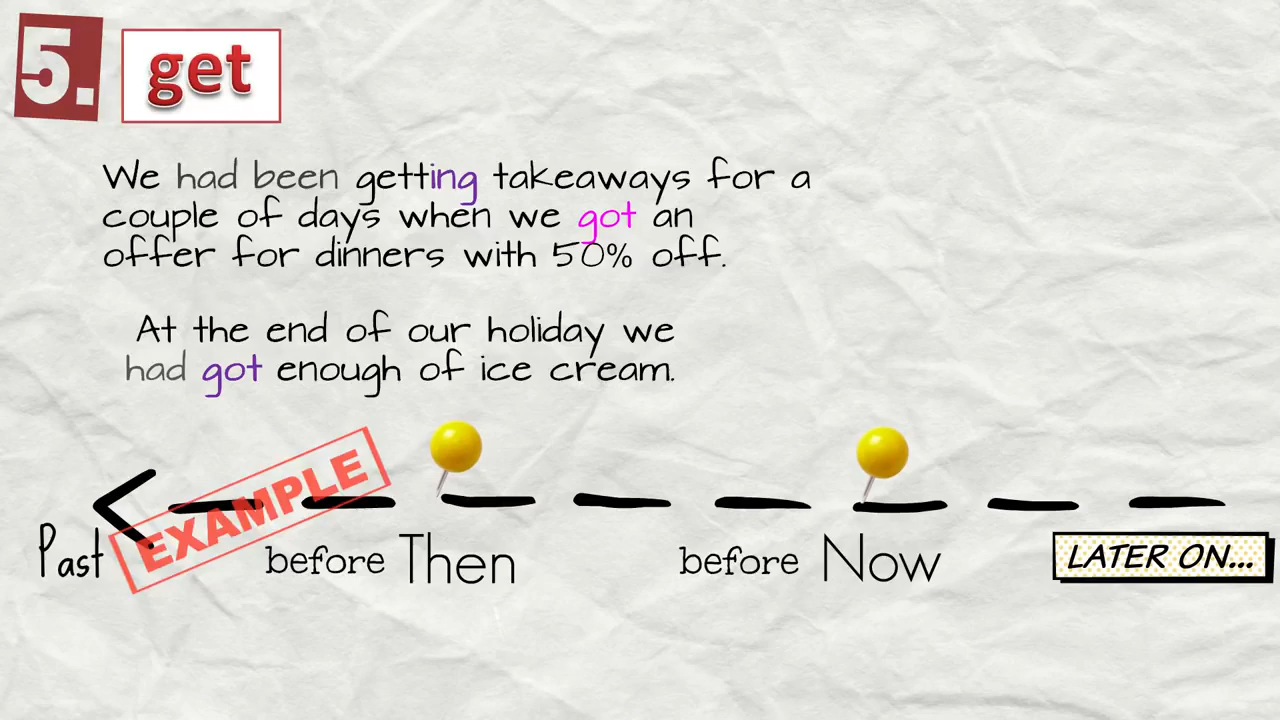 5. get
We had been getting takeaways for a
couple of days when we got an
offer for dinners with 50% off.
At the end of our holiday we
had got enough of ice cream.
EXAMPLE
Past before Then before Now LATER ON...